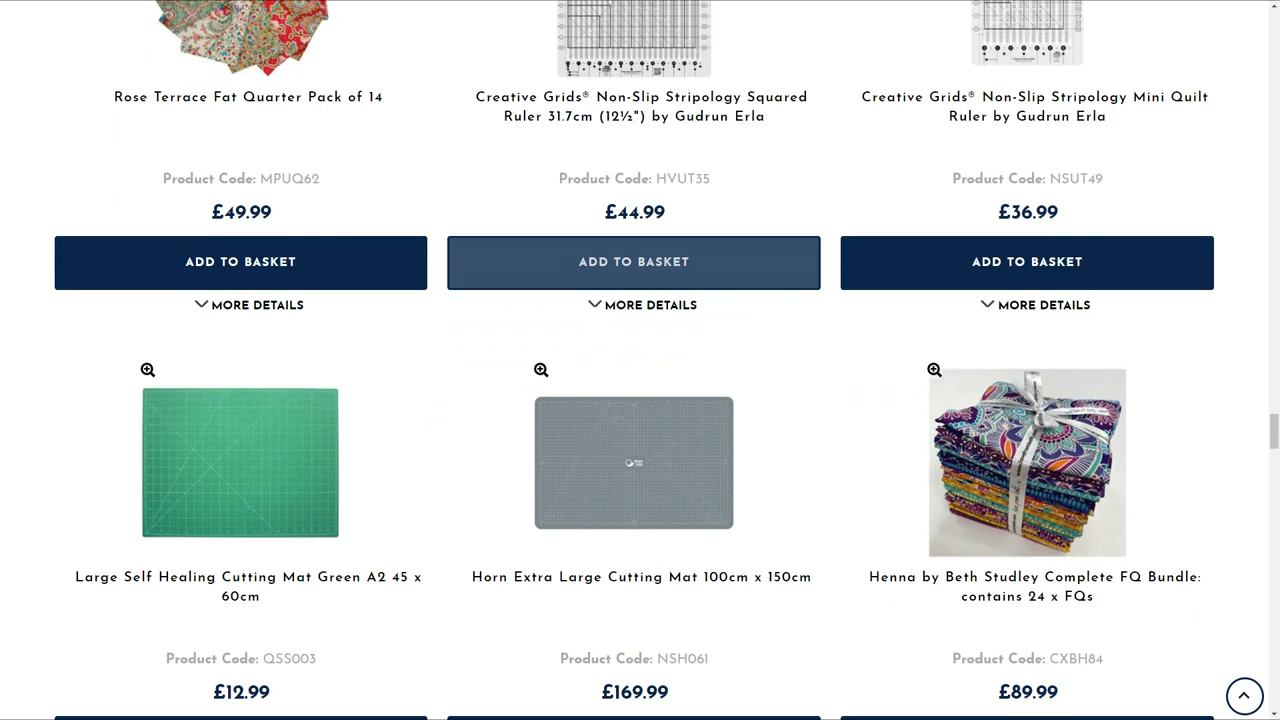 Rose Terrace Fat Quarter Pack of 14
Creative Grids® Non-Slip Stripology Squared
Ruler 31.7cm (12½") by Gudrun Erla
Creative Grids® Non-Slip Stripology Mini Quilt
Ruler by Gudrun Erla
Product Code: MPUQ62
Product Code: HVUT35
Product Code: NSUT49
£49.99
£44.99
£36.99
ADD TO BASKET
ADD TO BASKET
ADD TO BASKET
MORE DETAILS
MORE DETAILS
MORE DETAILS
Large Self Healing Cutting Mat Green A2 45 x
60cm
Horn Extra Large Cutting Mat 100cm x 150cm
Henna by Beth Studley Complete FQ Bundle:
contains 24 x FQs
Product Code: QSS003
Product Code: NSH061
Product Code: CXBH84
£12.99
£169.99
£89.99